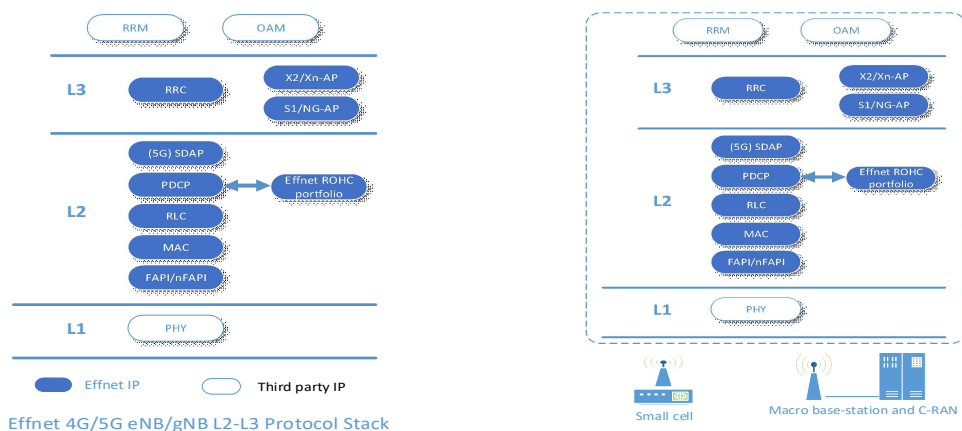 RRM
OAM
L3
RRC
X2/Xn-AP
S1/NG-AP
L2
(5G) SDAP
PDCP
Effnet ROHC
portfolio
RLC
MAC
FAPI/nFAPI
L1
PHY
Effnet IP
Third party IP
Effnet 4G/5G eNB/gNB L2-L3 Protocol Stack
RRM
OAM
L3
RRC
X2/Xn-AP
S1/NG-AP
L2
(5G) SDAP
PDCP
Effnet ROHC
portfolio
RLC
MAC
FAPI/nFAPI
L1
PHY
Small cell
Macro base-station and C-RAN